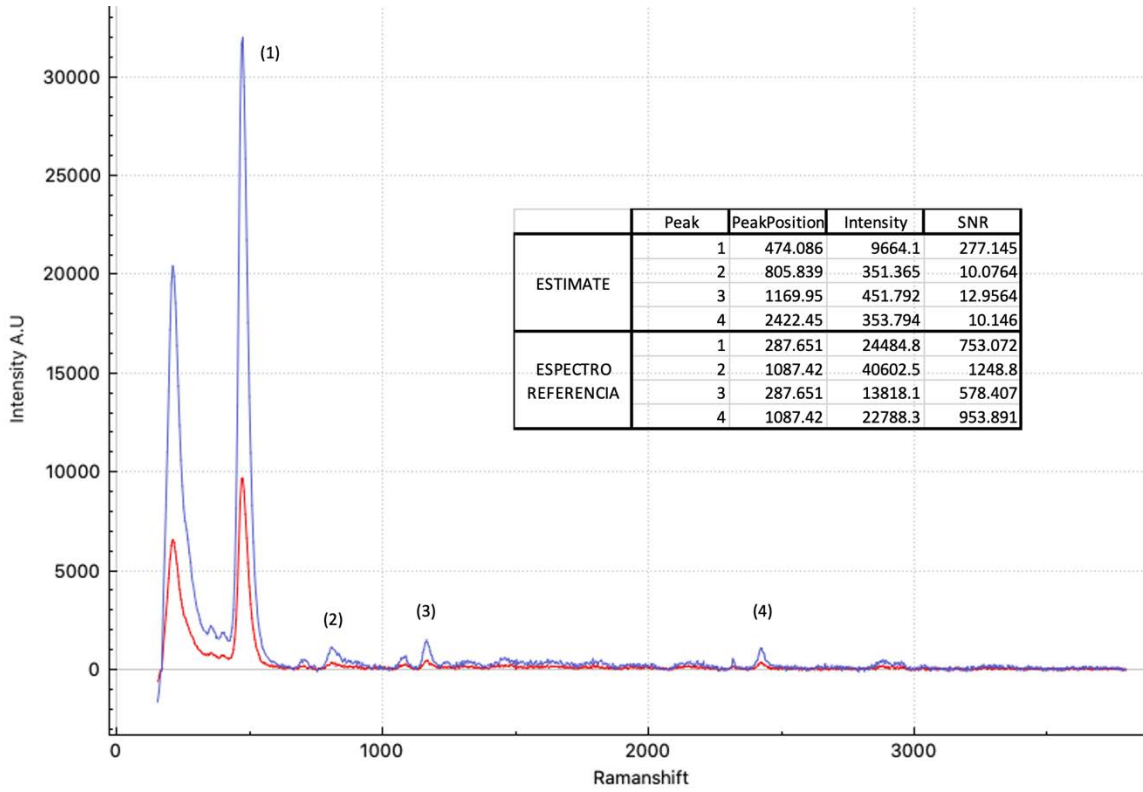 (1)
30000
25000
Peak PeakPosition Intensity SNR
ESTIMATE
1 474.086 9664.1 277.145
2 805.839 351.365 10.0764
3 1169.95 451.792 12.9564
4 2422.45 353.794 10.146
ESPECTRO REFERENCIA
1 287.651 24484.8 753.072
2 1087.42 40602.5 1248.8
3 287.651 13818.1 578.407
4 1087.42 22788.3 953.891
20000
Intensity A.U
15000
10000
5000
(2)
(3)
(4)
0
0 1000 2000 3000
Ramanshift